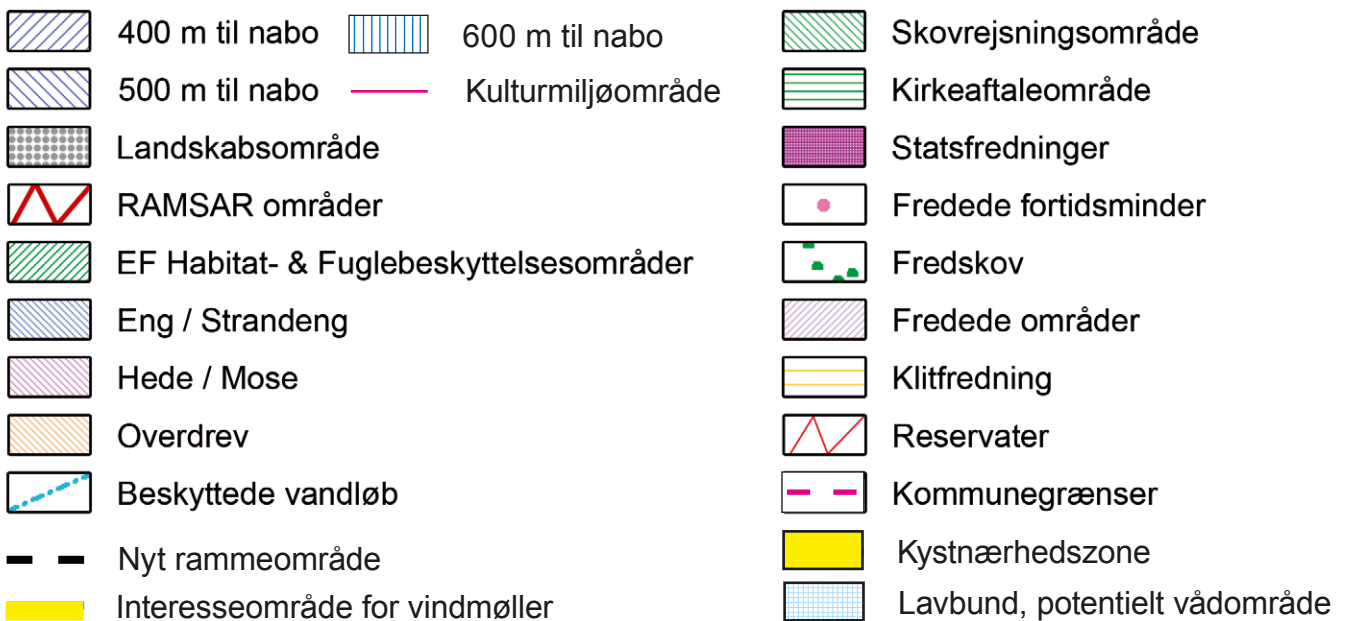 400 m til nabo
600 m til nabo
500 m til nabo
Kulturmiljøområde
Landskabsområde
RAMSAR områder
EF Habitat- & Fuglebeskyttelsesområder
Eng / Strandeng
Hede / Mose
Overdrev
Beskyttede vandløb
Nyt rammeområde
Interesseområde for vindmøller
Skovrejsningsområde
Kirkeaftaleområde
Statsfredninger
Fredede fortidsminder
Fredskov
Fredede områder
Klitfredning
Reservater
Kommunegrænser
Kystnærhedszone
Lavbund, potentielt vådområde